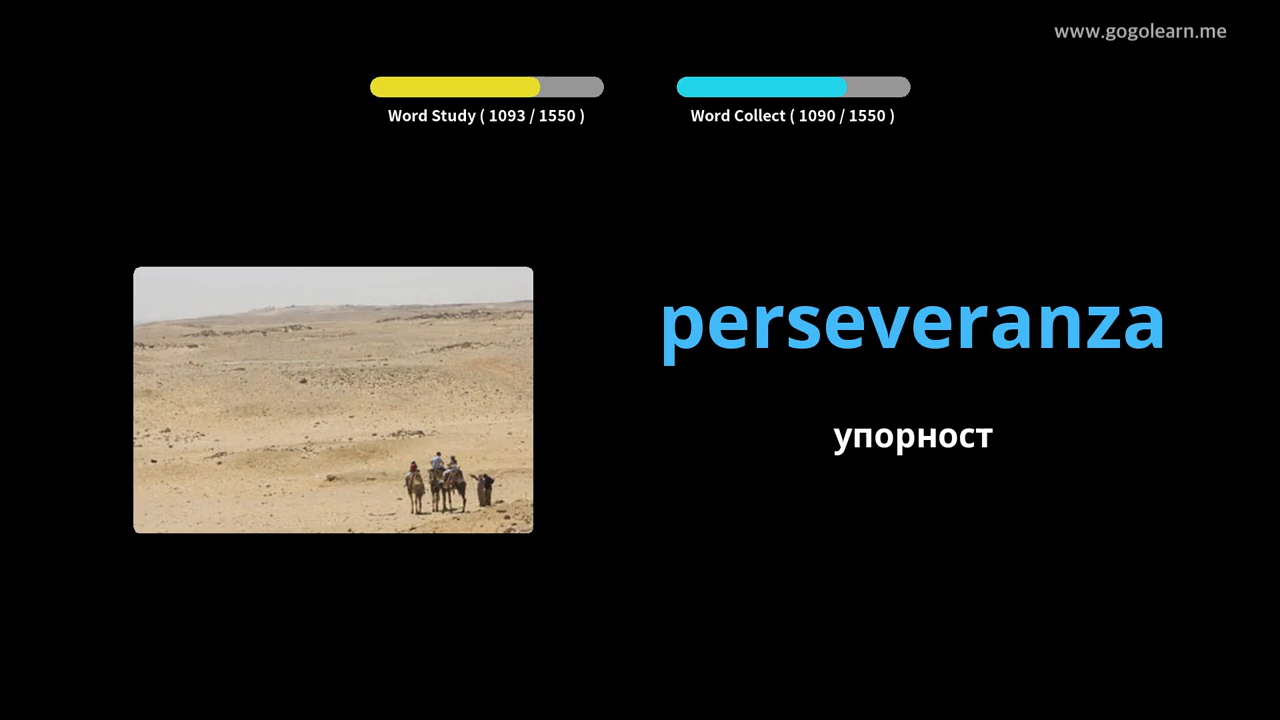 www.gogolearn.me
Word Study ( 1093 / 1550 )
Word Collect ( 1090 / 1550 )
perseveranza
упорност